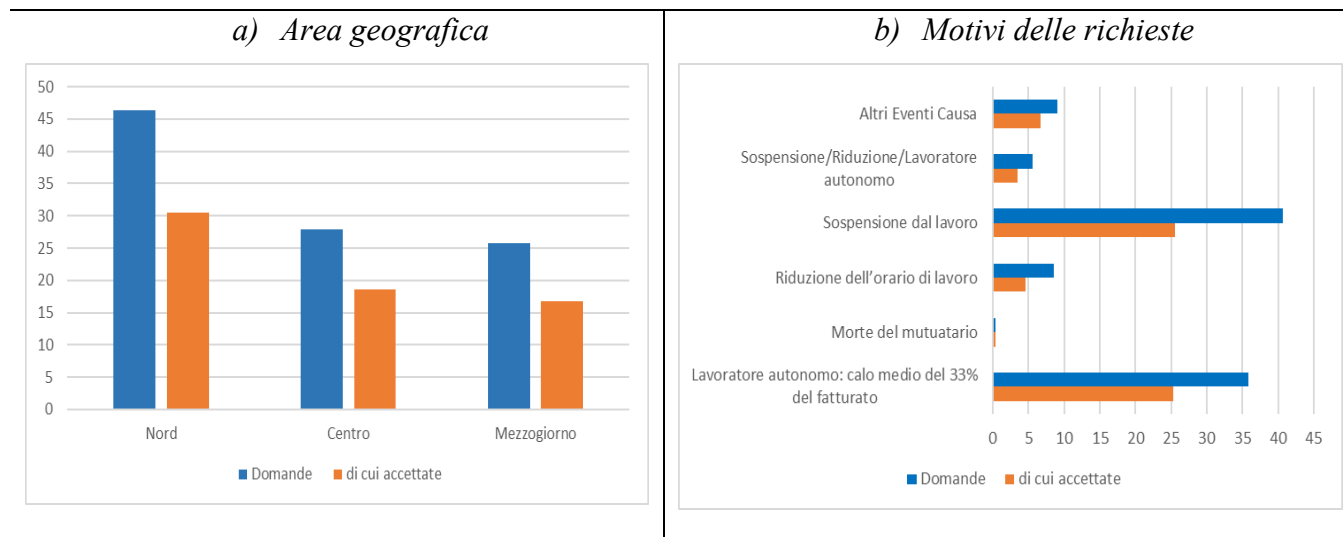 a) Area geografica
50
45
40
35
30
25
20
15
10
5
0
Nord Centro Mezzogiorno
Domande di cui accettate
b) Motivi delle richieste
Altri Eventi Causa
Sospensione/Riduzione/Lavoratore
autonomo
Sospensione dal lavoro
Riduzione dell'orario di lavoro
Morte del mutuatario
Lavoratore autonomo: calo medio del 33%
del fatturato
0 5 10 15 20 25 30 35 40 45
Domande di cui accettate